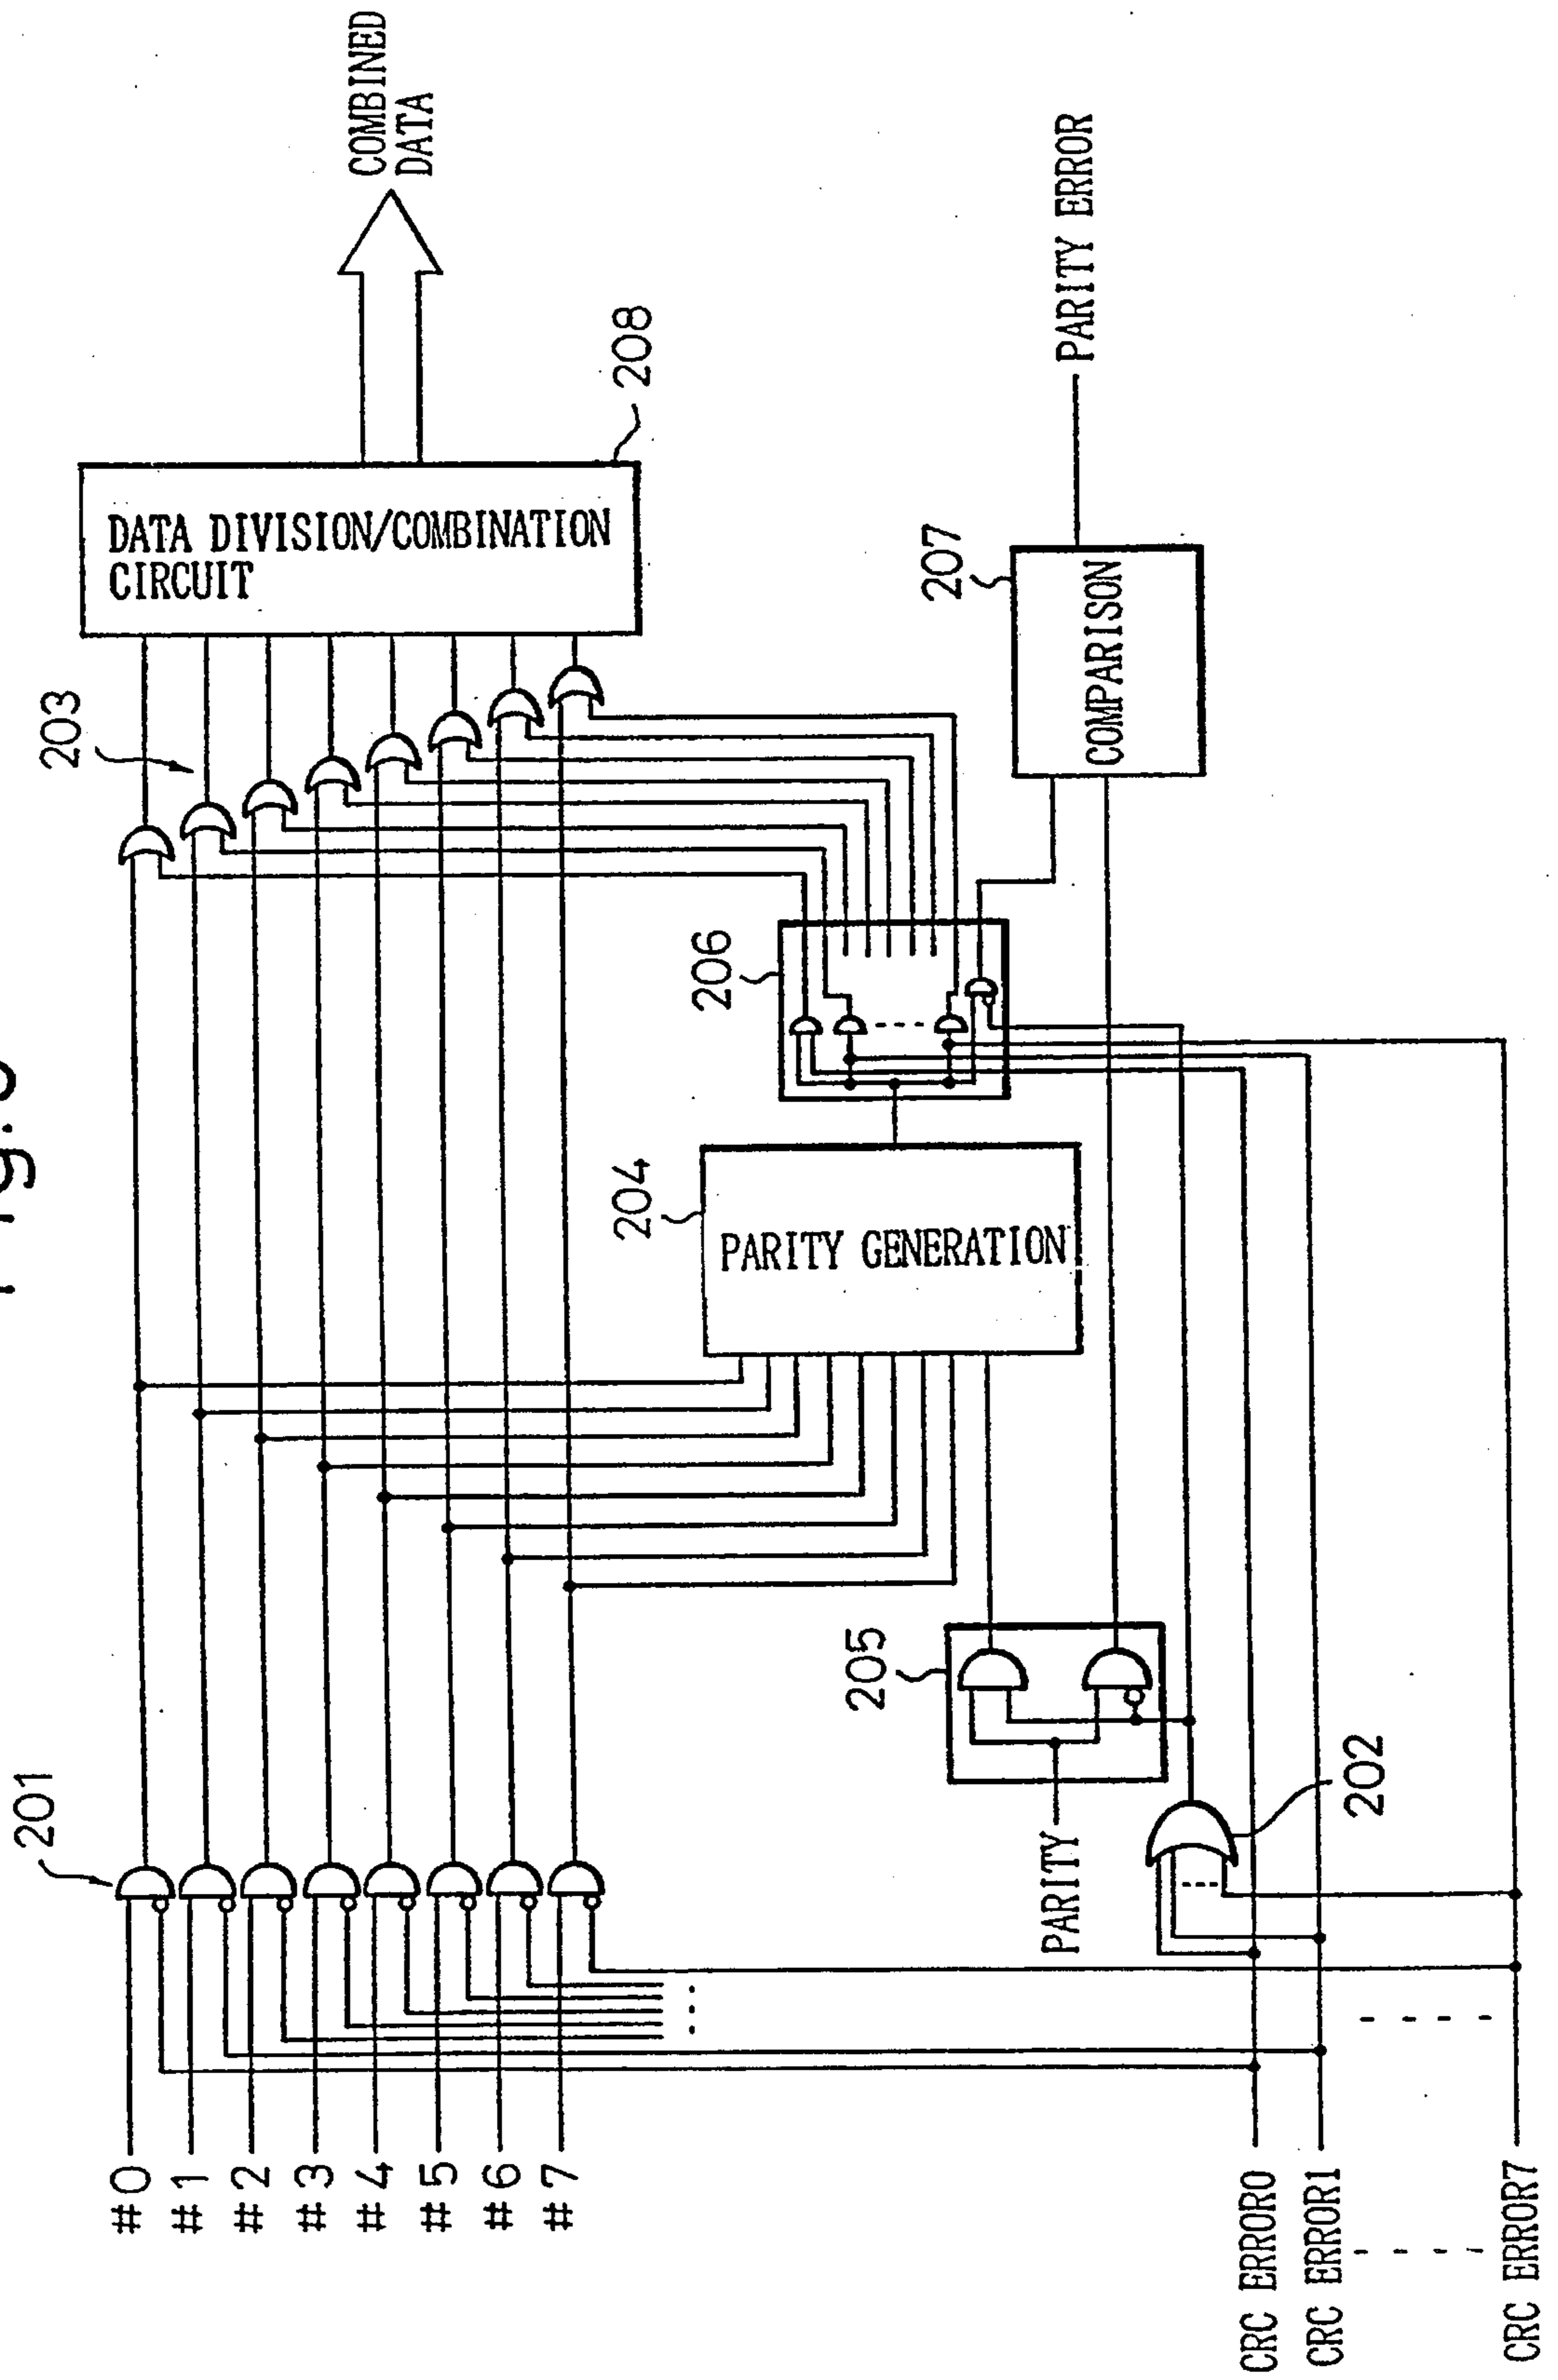 201
203
#0
#1
#2
#3
#4
#5
#6
#7
DATA DIVISION/COMBINATION
CIRCUIT
208
COMBINED
DATA
204
PARITY GENERATION
206
207
COMPARISON
PARITY ERROR
205
PARITY
202
CRC ERROR0
CRC ERROR1
CRC ERROR7